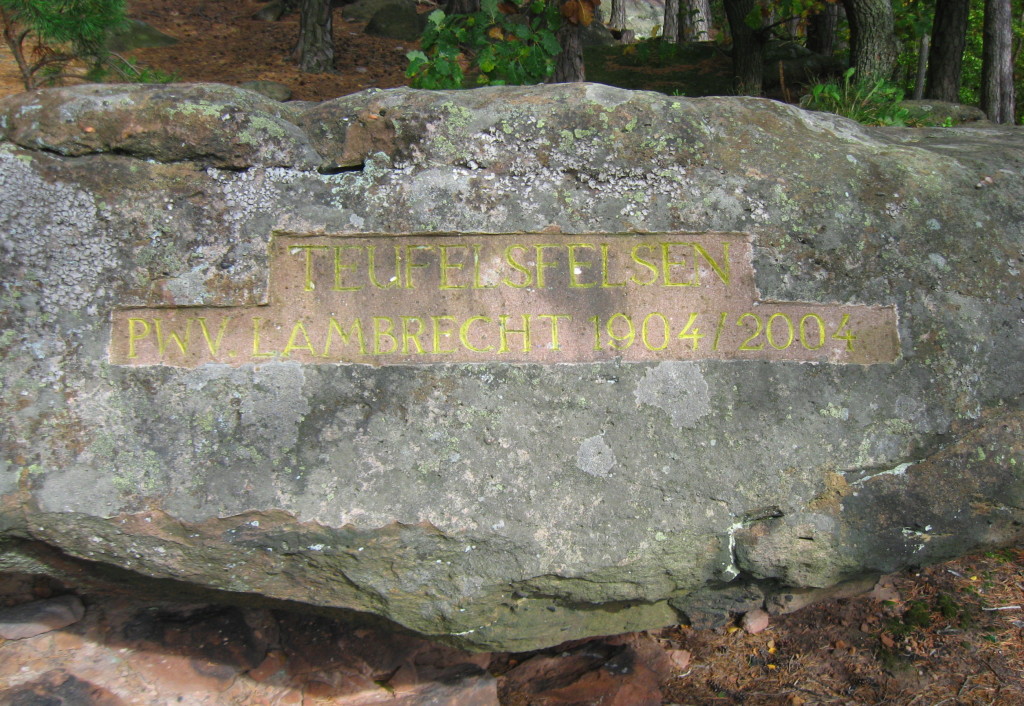 TEUFELSFELSEN
PWV. LAMBRECHT 1904/2004